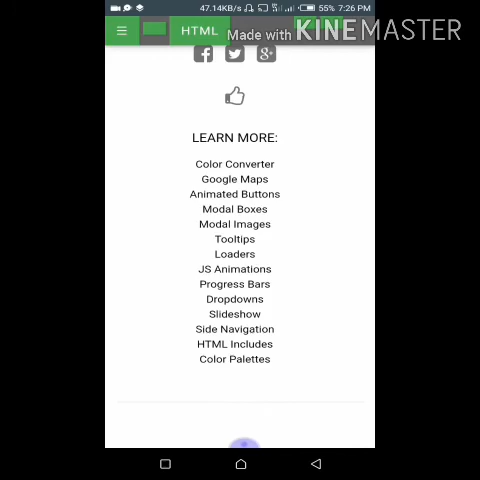 47.14KB/s 55% 7:26 PM
HTML
Made with KINEMASTER
LEARN MORE:
Color Converter
Google Maps
Animated Buttons
Modal Boxes
Modal Images
Tooltips
Loaders
JS Animations
Progress Bars
Dropdowns
Slideshow
Side Navigation
HTML Includes
Color Palettes